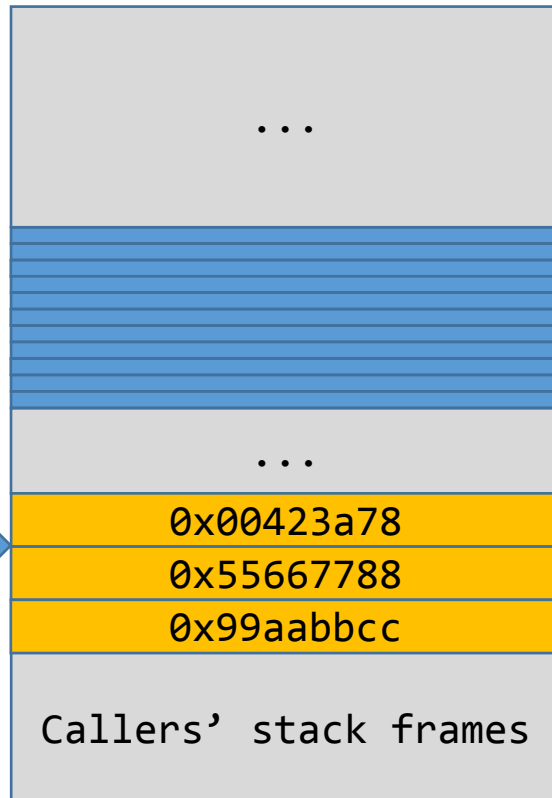 ...
...
0x00423a78
0x55667788
0x99aabbcc
Callers’ stack frames